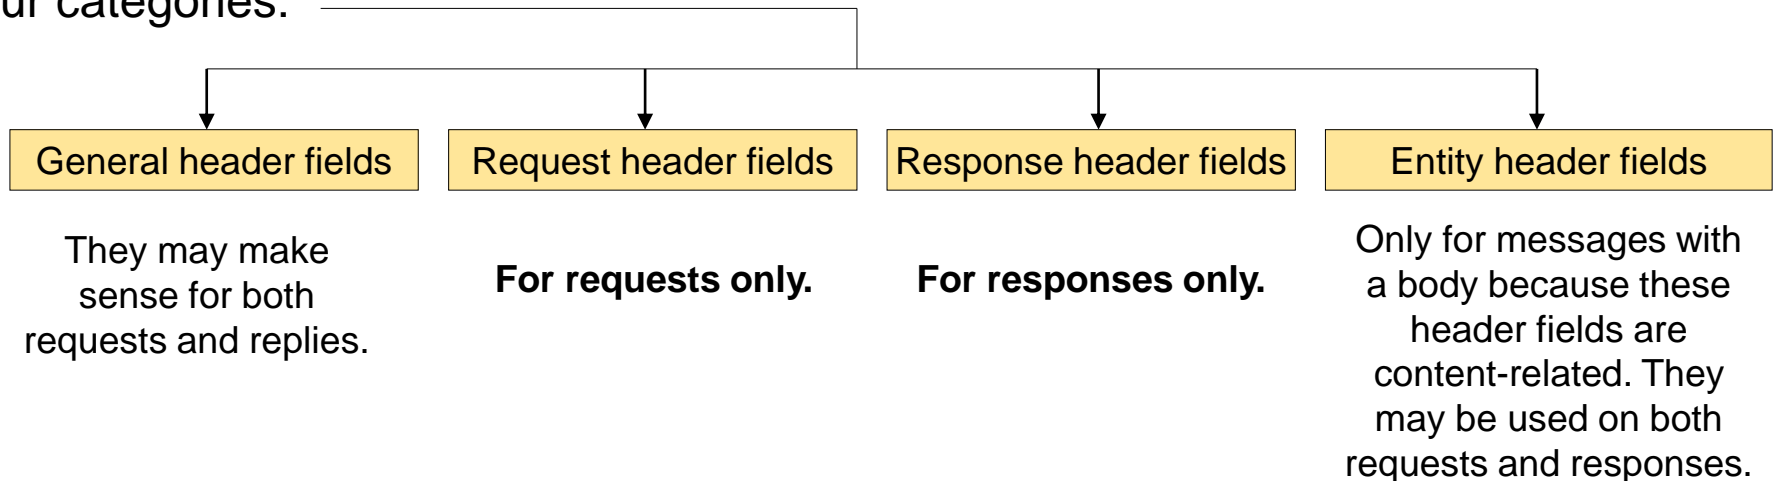 categories:
General header fields
Request header fields
Response header fields
Entity header fields
They may make
sense for both
requests and replies.
For requests only.
For responses only.
Only for messages with
a body because these
header fields are
content-related. They
may be used on both
requests and responses.